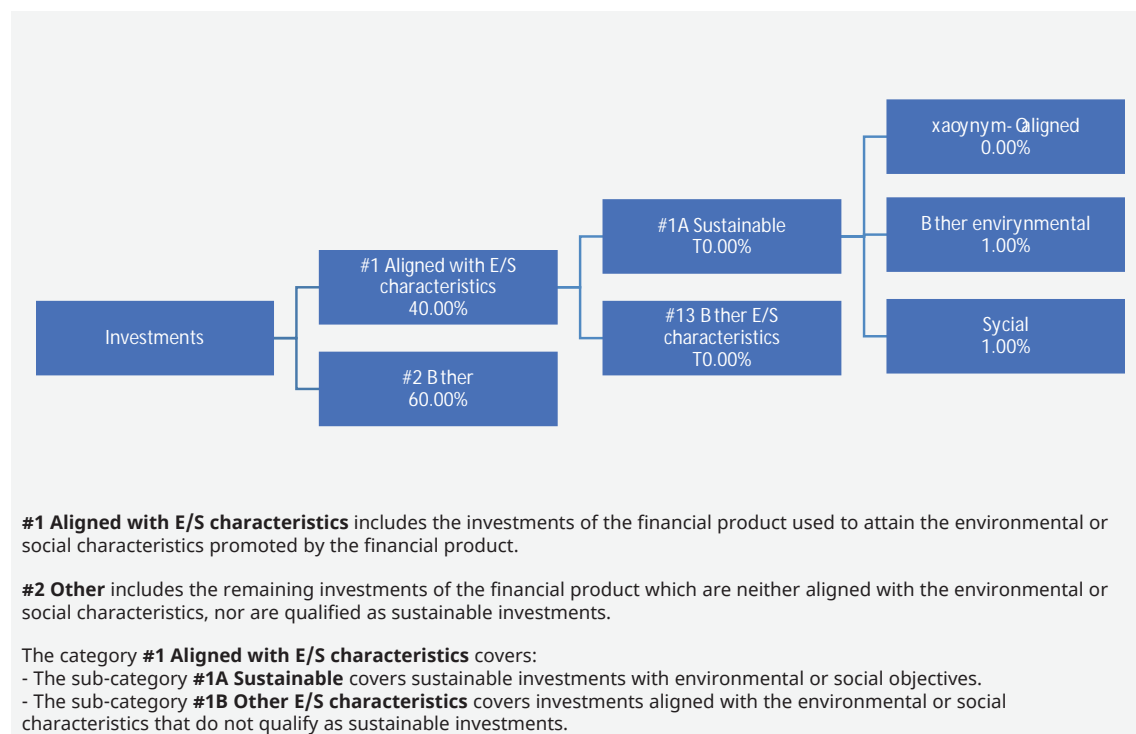 xaoynym- Oaligned
0.00%
#1A Sustainable
T0.00%
B ther envirynmental
1.00%
#1 Aligned with E/S
characteristics
40.00%
Investments
#13 B ther E/S
characteristics
T0.00%
Sycial
1.00%
#2 B ther
60.00%
#1 Aligned with E/S characteristics includes the investments of the financial product used to attain the environmental or
social characteristics promoted by the financial product.
#2 Other includes the remaining investments of the financial product which are neither aligned with the environmental or
social characteristics, nor are qualified as sustainable investments.
The category #1 Aligned with E/S characteristics covers:
- The sub-category #1A Sustainable covers sustainable investments with environmental or social objectives.
- The sub-category #1B Other E/S characteristics covers investments aligned with the environmental or social
characteristics that do not qualify as sustainable investments.